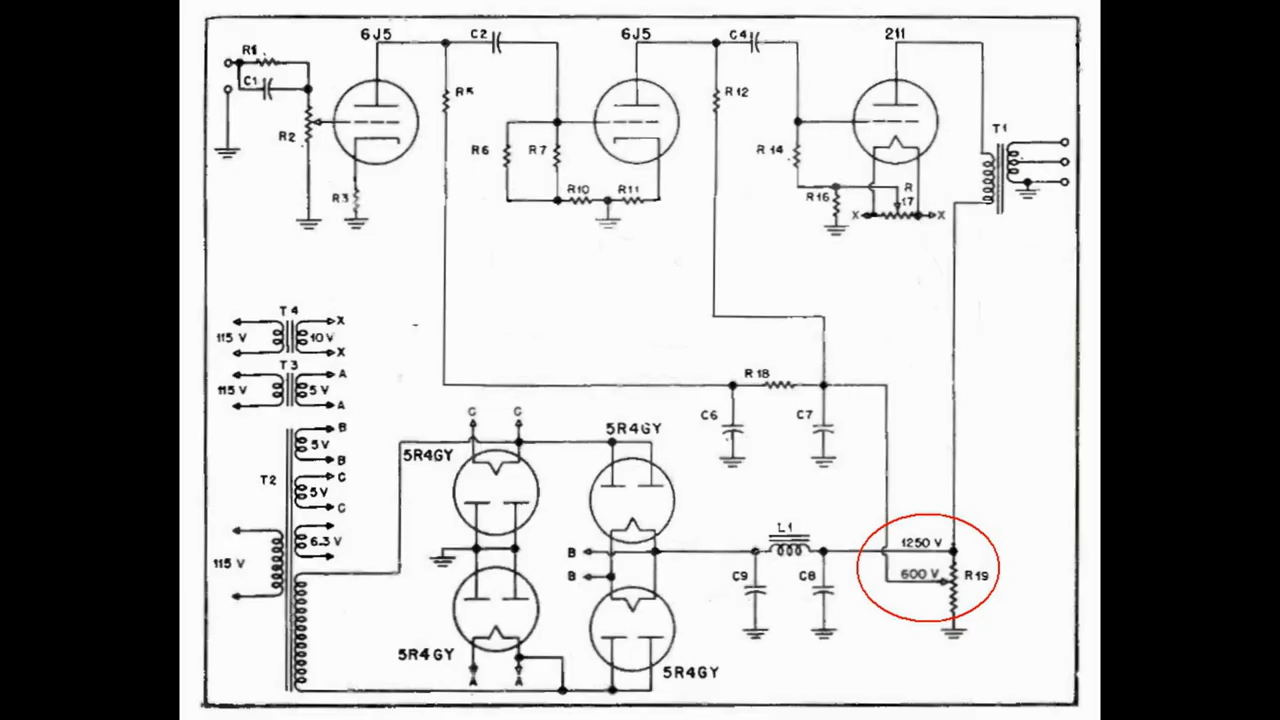 6J5
C2
6J5
C4
211
R1
C1
R5
R12
T1
R2
R6
R7
R14
R3
R10
R11
R16
R
17
X
X
T4
115 V
10V
X
X
T3
115 V
5V
A
A
R18
C6
C7
B
5V
B
T2
C
5V
C
6.3V
115 V
C
C
5R4GY
5R4GY
L1
B
B
C9
C8
1250 V
600 V
R19
5R4GY
A
A
5R4GY